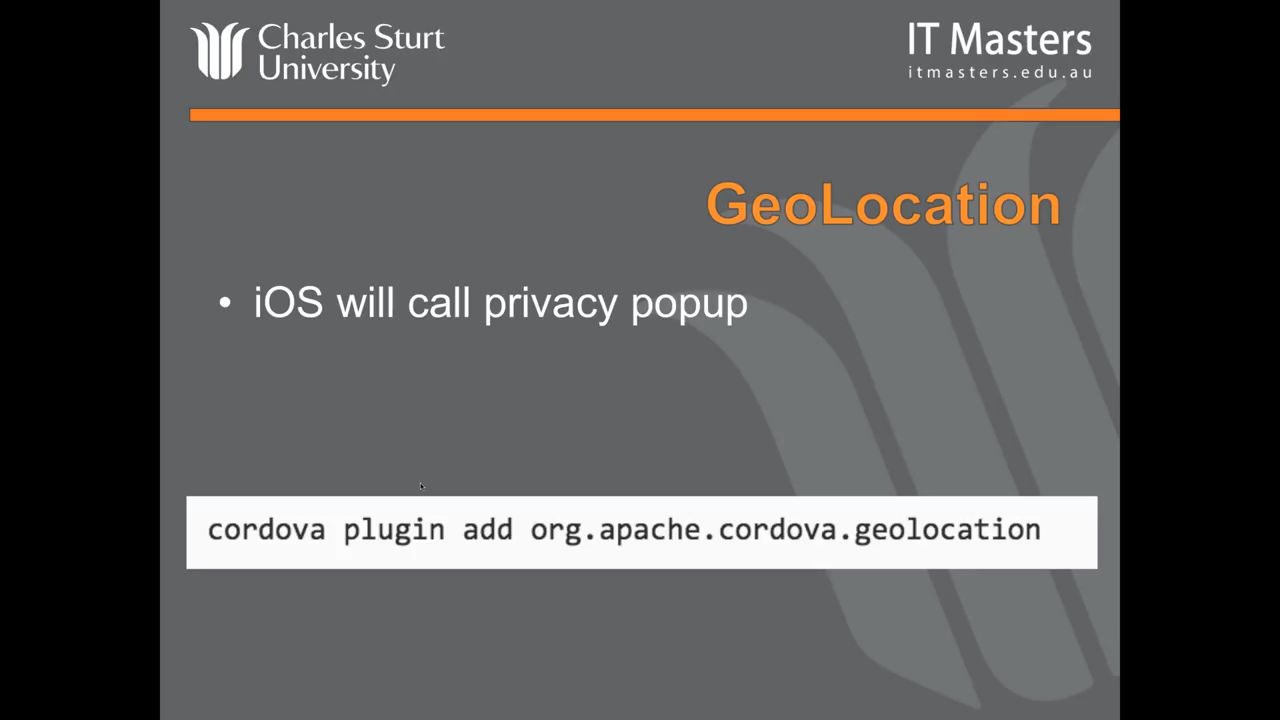 Charles Sturt
University
IT Masters
itmasters.edu.au
GeoLocation
• iOS will call privacy popup
cordova plugin add org.apache.cordova.geolocation